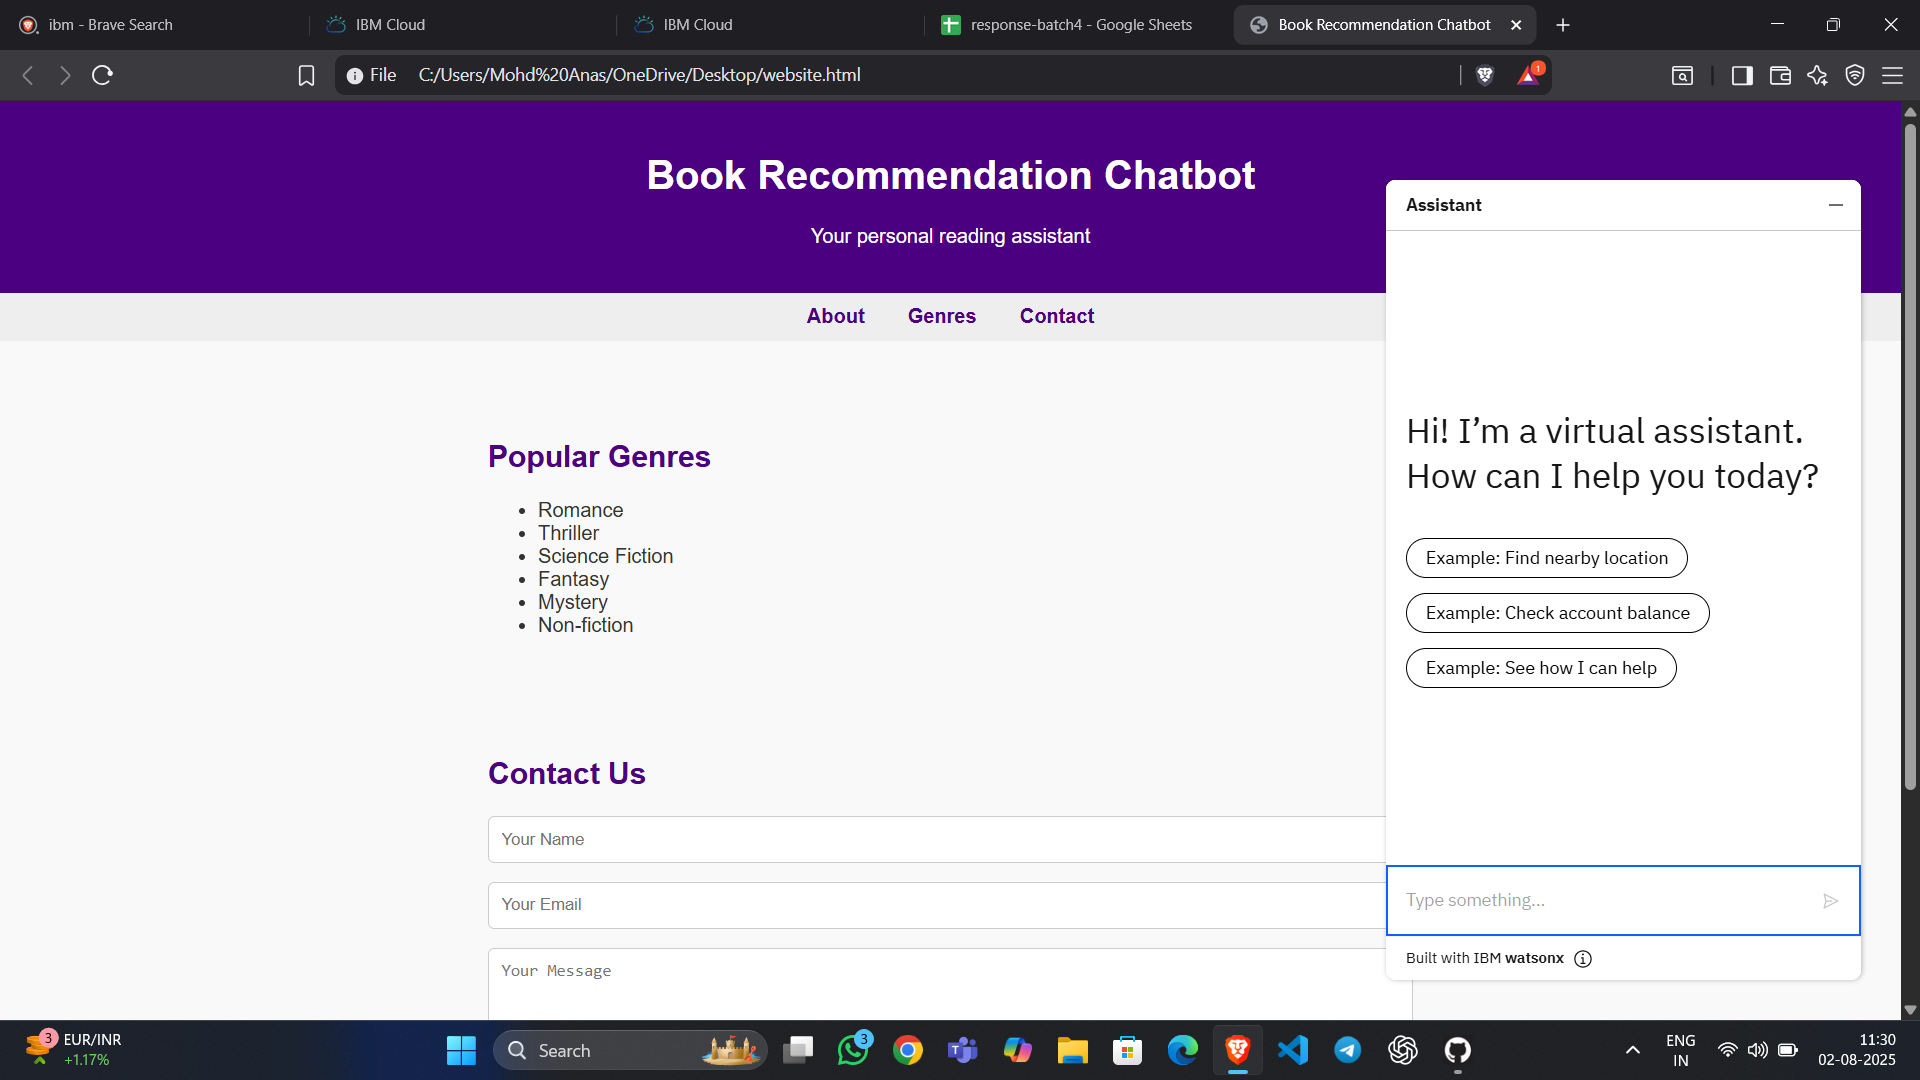 ibm - Brave Search
IBM Cloud
IBM Cloud
response-batch4 - Google Sheets
Book Recommendation Chatbot
File
C:/Users/Mohd%20Anas/OneDrive/Desktop/website.html
1
Book Recommendation Chatbot
Your personal reading assistant
About
Genres
Contact
Popular Genres
Romance
Thriller
Science Fiction
Fantasy
Mystery
Non-fiction
Contact Us
Your Name
Your Email
Your Message
Assistant
Hi! I’m a virtual assistant.
How can I help you today?
Example: Find nearby location
Example: Check account balance
Example: See how I can help
Type something...
Built with IBM watsonx
3
EUR/INR
+1.17%
Search
3
ENG
IN
11:30
02-08-2025